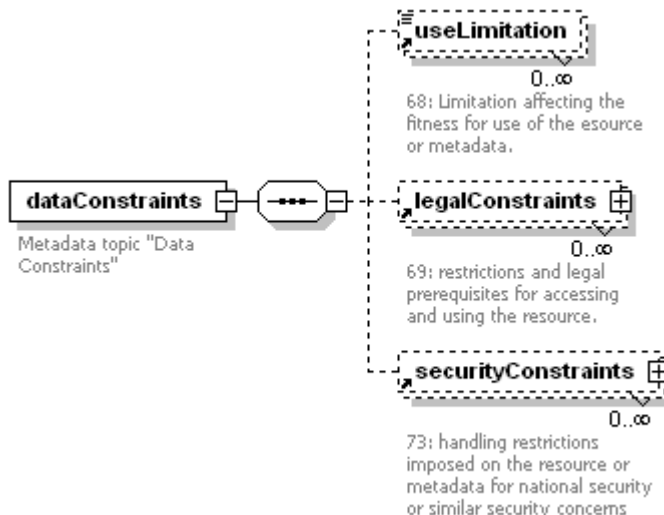 useLimitation
0..∞
68: Limitation affecting the
fitness for use of the esource
or metadata.
dataConstraints
Metadata topic "Data
Constraints"
legalConstraints
0..∞
69: restrictions and legal
prerequisites for accessing
and using the resource.
securityConstraints
0..∞
73: handling restrictions
imposed on the resource or
metadata for national security
or similar security concerns